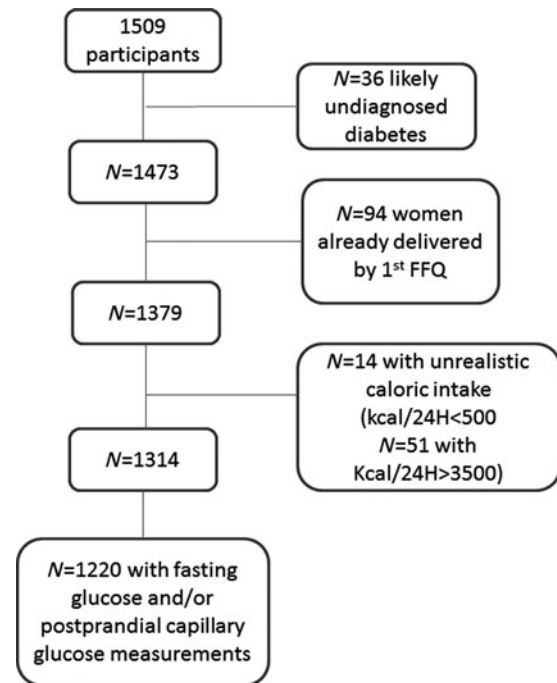 1509
participants
N=36 likely
undiagnosed
diabetes
N=1473
N=94 women
already delivered
by 1st FFQ
N=1379
N=14 with unrealistic
caloric intake
(kcal/24H<500
N=51 with
Kcal/24H>3500)
N=1314
N=1220 with fasting
glucose and/or
postprandial capillary
glucose measurements